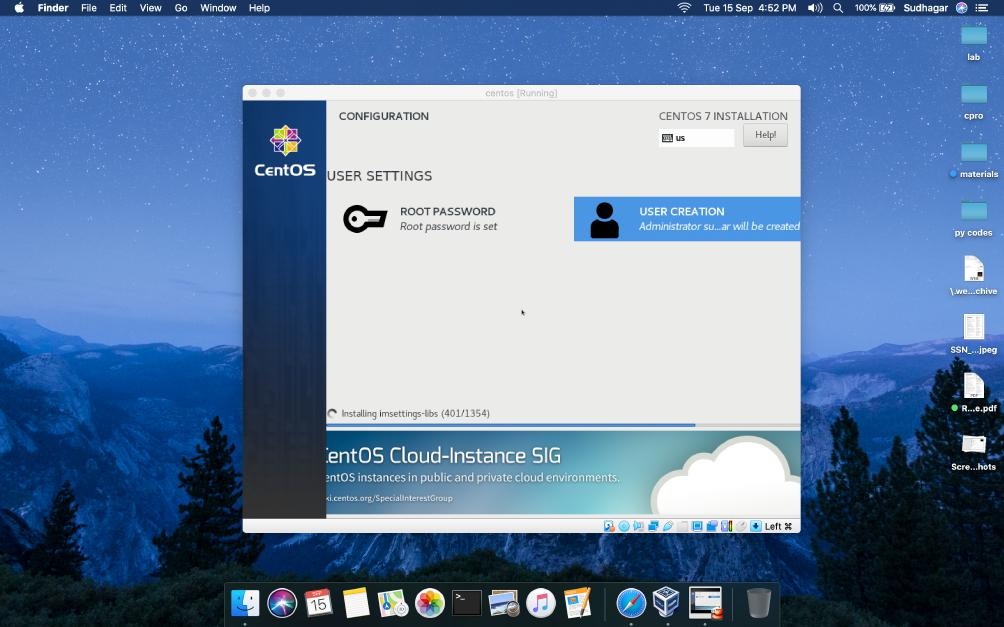 Finder File Edit View Go Window Help
Tue 15 Sep 4:52 PM 100% Sudhagar
lab
cpro
materials
py codes
\.we...chive
SSN_...jpeg
R...e.pdf
Scre...hots
centos [Running]
CentOS
CONFIGURATION
CENTOS 7 INSTALLATION
us
Help!
USER SETTINGS
ROOT PASSWORD
Root password is set
USER CREATION
Administrator su...ar will be created
Installing imsettings-libs (401/1354)
CentOS Cloud-Instance SIG
entOS instances in public and private cloud environments.
ki.centos.org/SpecialInterestGroup
Left ⌘
SEP
15
>_